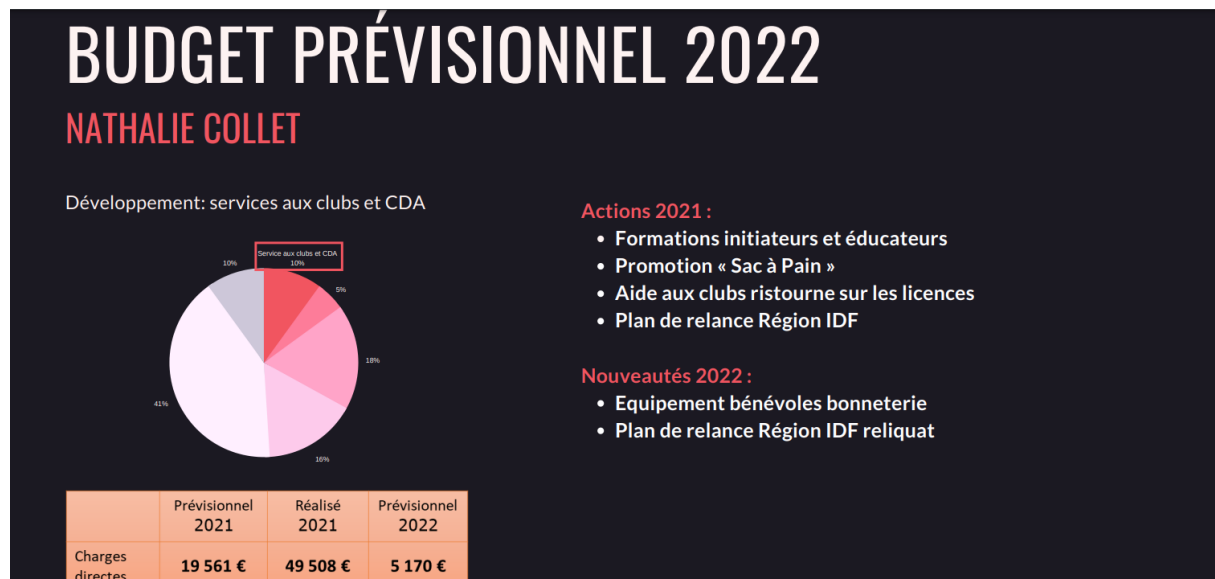 BUDGET PRÉVISIONNEL 2022
NATHALIE COLLET
Développement: services aux clubs et CDA
Service aux clubs et CDA
10%
10%
5%
18%
41%
16%
Prévisionnel 2021
Réalisé 2021
Prévisionnel 2022
Charges directes
19 561 €
49 508 €
5 170 €
Actions 2021 :
• Formations initiateurs et éducateurs
• Promotion « Sac à Pain »
• Aide aux clubs ristourne sur les licences
• Plan de relance Région IDF
Nouveautés 2022 :
• Equipement bénévoles bonneterie
• Plan de relance Région IDF reliquat